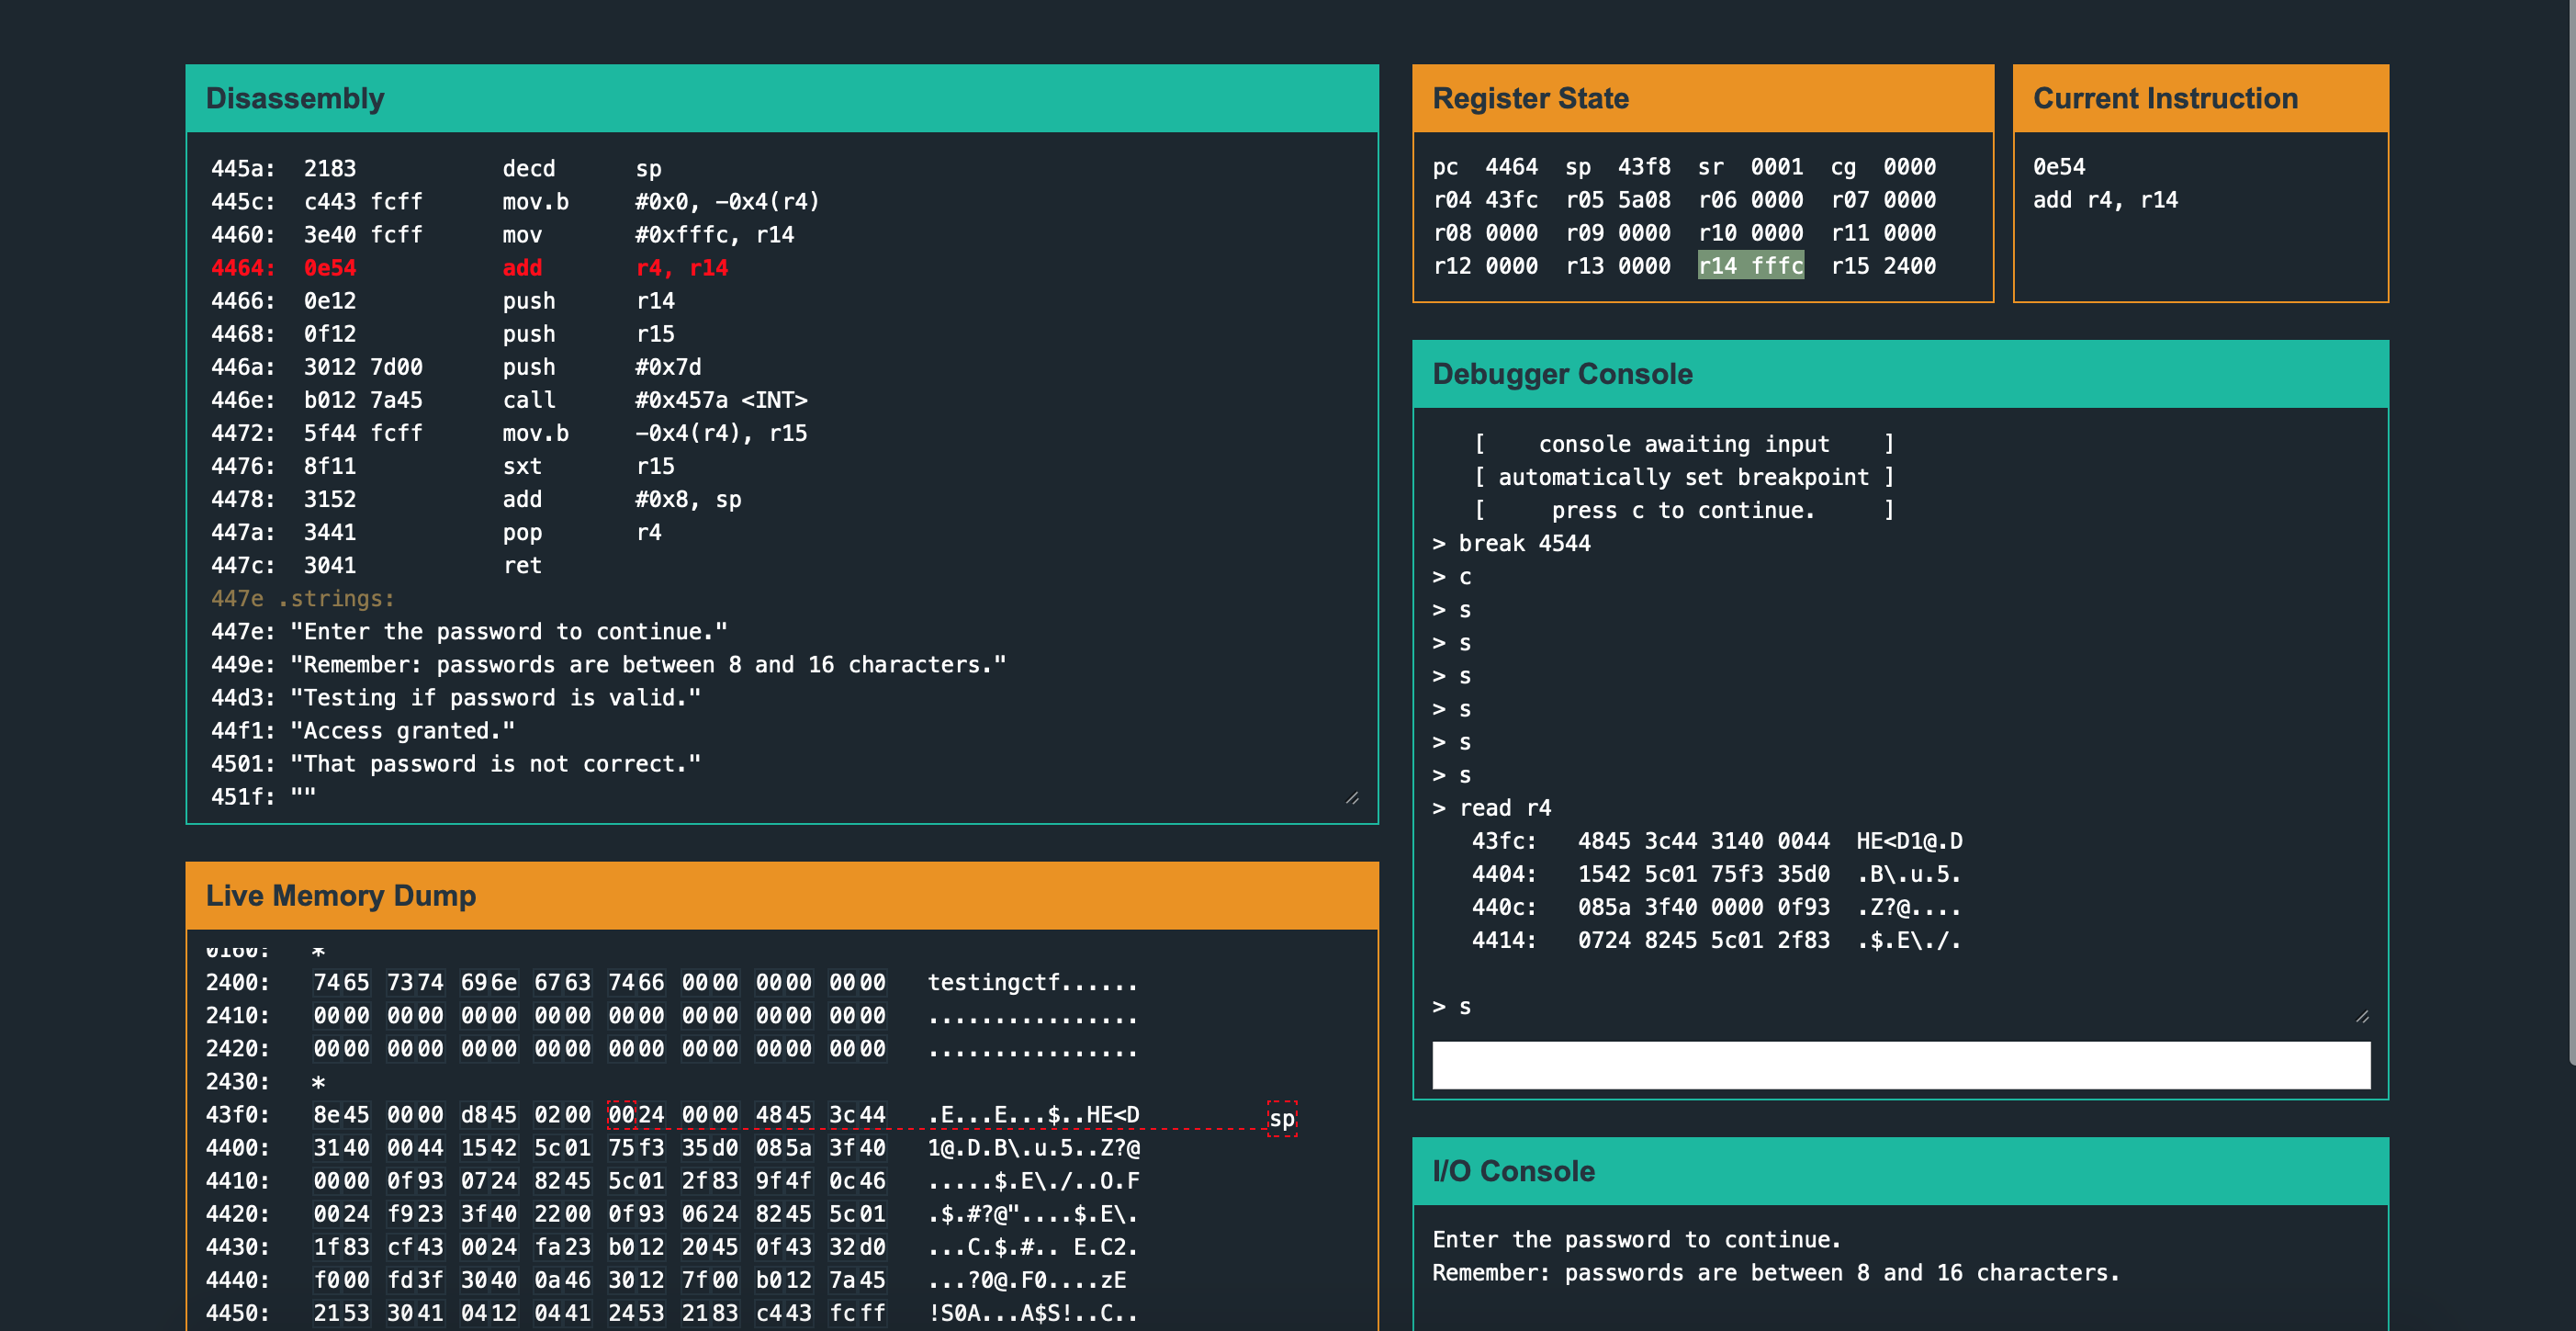 Disassembly
445a: 2183 decd sp
445c: c443 fcff mov.b #0x0, -0x4(r4)
4460: 3e40 fcff mov #0xfffc, r14
4464: 0e54 add r4, r14
4466: 0e12 push r14
4468: 0f12 push r15
446a: 3012 7d00 push #0x7d
446e: b012 7a45 call #0x457a <INT>
4472: 5f44 fcff mov.b -0x4(r4), r15
4476: 8f11 sxt r15
4478: 3152 add #0x8, sp
447a: 3441 pop r4
447c: 3041 ret
447e .strings:
447e: "Enter the password to continue."
449e: "Remember: passwords are between 8 and 16 characters."
44d3: "Testing if password is valid."
44f1: "Access granted."
4501: "That password is not correct."
451f: ""
Live Memory Dump
0160: *
2400: 7465 7374 696e 6763 7466 0000 0000 0000 testingctf......
2410: 0000 0000 0000 0000 0000 0000 0000 0000 ................
2420: 0000 0000 0000 0000 0000 0000 0000 0000 ................
2430: *
43f0: 8e45 0000 d845 0200 0024 0000 4845 3c44 .E...E...$..HE<D sp
4400: 3140 0044 1542 5c01 75f3 35d0 085a 3f40 1@.D.B\.u.5..Z?@
4410: 0000 0f93 0724 8245 5c01 2f83 9f4f 0c46 .....$.E\./..O.F
4420: 0024 f923 3f40 2200 0f93 0624 8245 5c01 .$.#?@"....$.E\.
4430: 1f83 cf43 0024 fa23 b012 2045 0f43 32d0 ...C.$.#.. E.C2.
4440: f000 fd3f 3040 0a46 3012 7f00 b012 7a45 ...?0@.F0....zE
4450: 2153 3041 0412 0441 2453 2183 c443 fcff !S0A...A$S!..C..
Register State
pc 4464 sp 43f8 sr 0001 cg 0000
r04 43fc r05 5a08 r06 0000 r07 0000
r08 0000 r09 0000 r10 0000 r11 0000
r12 0000 r13 0000 r14 fffc r15 2400
Current Instruction
0e54
add r4, r14
Debugger Console
[ console awaiting input ]
[ automatically set breakpoint ]
[ press c to continue. ]
> break 4544
> c
> s
> s
> s
> s
> s
> s
> read r4
43fc: 4845 3c44 3140 0044 HE<D1@.D
4404: 1542 5c01 75f3 35d0 .B\.u.5.
440c: 085a 3f40 0000 0f93 .Z?@....
4414: 0724 8245 5c01 2f83 .$.E\./.
> s
I/O Console
Enter the password to continue.
Remember: passwords are between 8 and 16 characters.